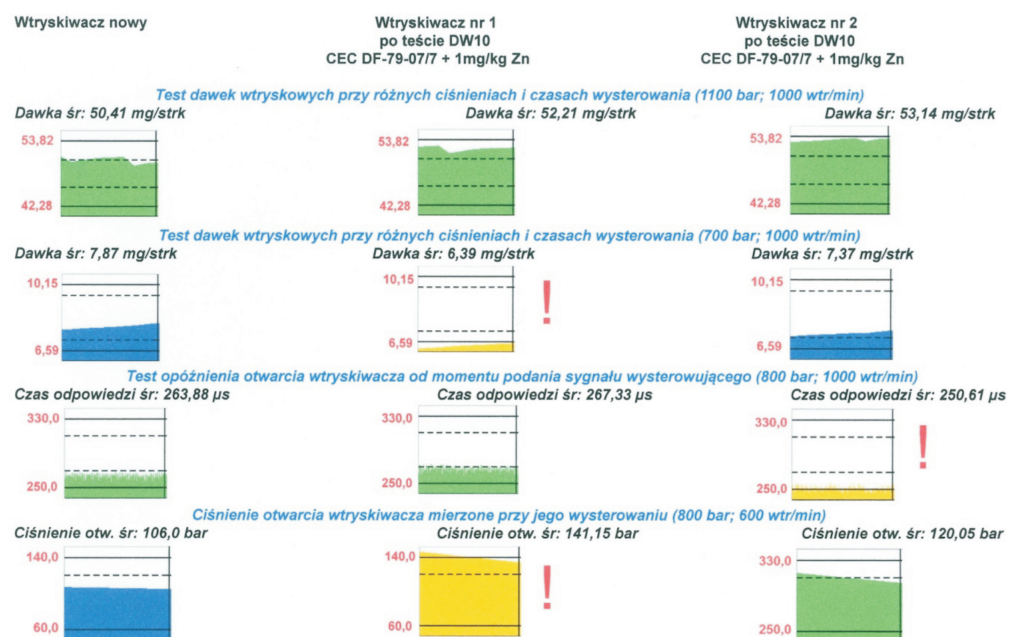 Wtryskiwacz nowy
Wtryskiwacz nr 1
po teście DW10
CEC DF-79-07/7 + 1mg/kg Zn
Wtryskiwacz nr 2
po teście DW10
CEC DF-79-07/7 + 1mg/kg Zn
Test dawek wtryskowych przy różnych ciśnieniach i czasach wysterowania (1100 bar; 1000 wtr/min)
Dawka śr: 50,41 mg/strk
Dawka śr: 52,21 mg/strk
Dawka śr: 53,14 mg/strk
53,82
42,28
53,82
42,28
53,82
42,28
Test dawek wtryskowych przy różnych ciśnieniach i czasach wysterowania (700 bar; 1000 wtr/min)
Dawka śr: 7,87 mg/strk
Dawka śr: 6,39 mg/strk
Dawka śr: 7,37 mg/strk
10,15
6,59
10,15
6,59
!
10,15
6,59
Test opóźnienia otwarcia wtryskiwacza od momentu podania sygnału wysterowującego (800 bar; 1000 wtr/min)
Czas odpowiedzi śr: 263,88 µs
Czas odpowiedzi śr: 267,33 µs
Czas odpowiedzi śr: 250,61 µs
330,0
250,0
330,0
250,0
330,0
250,0
!
Ciśnienie otwarcia wtryskiwacza mierzone przy jego wysterowaniu (800 bar; 600 wtr/min)
Ciśnienie otw. śr: 106,0 bar
Ciśnienie otw. śr: 141,15 bar
Ciśnienie otw. śr: 120,05 bar
140,0
60,0
140,0
60,0
!
330,0
250,0